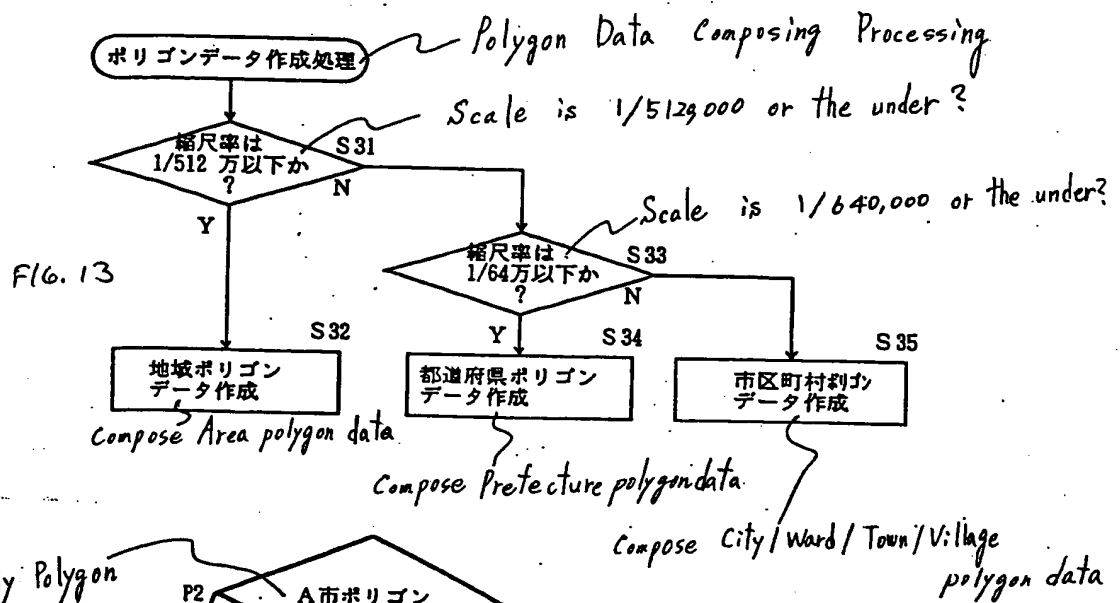 ポリゴンデータ作成処理
Polygon Data Composing Processing
Scale is 1/5129,000 or the under?
縮尺率は
1/512 万以下か
?
S31
N
Y
Scale is 1/640,000 or the under?
縮尺率は
1/64万以下か
?
S33
N
Y
FIG. 13
S32
地域ポリゴン
データ作成
S34
都道府県ポリゴン
データ作成
S35
市区町村ポリゴン
データ作成
Compose Area polygon data
Compose Prefecture polygon data
Compose City/Ward/Town/Village
polygon data
y Polygon
P2
A市ポリゴン